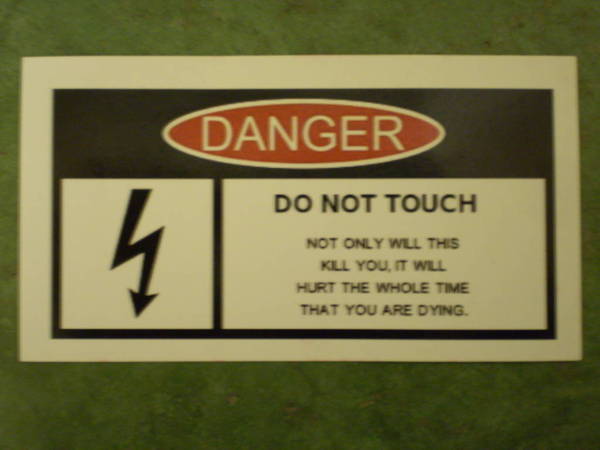 DANGER
DO NOT TOUCH
NOT ONLY WILL THIS
KILL YOU, IT WILL
HURT THE WHOLE TIME
THAT YOU ARE DYING.